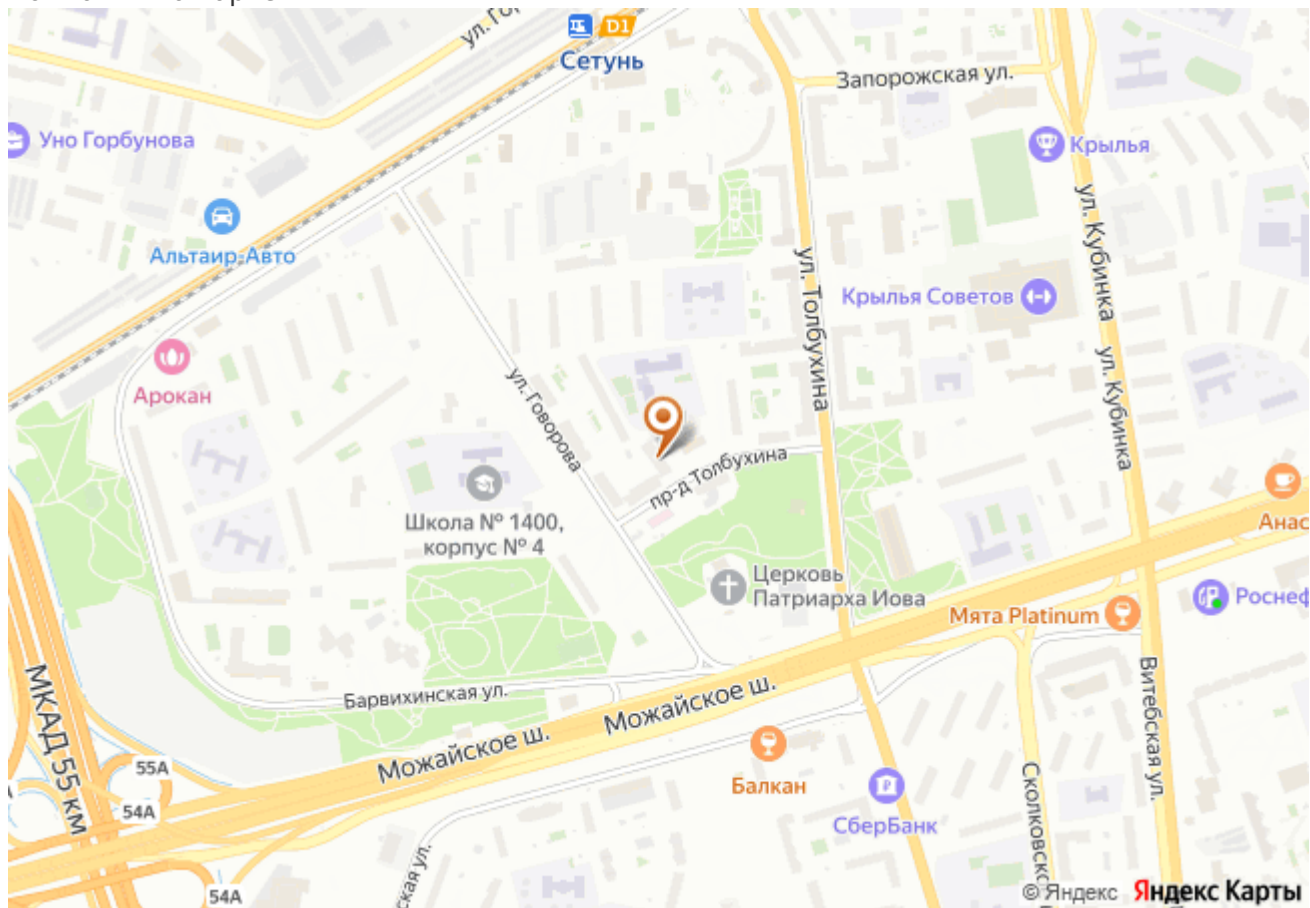 ул. Гор
D1
Сетунь
Запорожская ул.
Уно Горбунова
Крылья
ул. Кубинка
Альтаир-Авто
ул. Толбухина
Крылья Советов
Арокан
ул. Говорова
ул. Кубинка
пр-д Толбухина
Школа № 1400,
корпус № 4
Анас
Церковь
Патриарха Иова
Роснеф
Мята Platinum
Барвихинская ул.
Можайское ш.
Можайское ш.
МКАД 55 км
55А
54А
Витебская ул.
Балкан
Сколковско
СберБанк
ская ул.
54А
© Яндекс Яндекс Карты